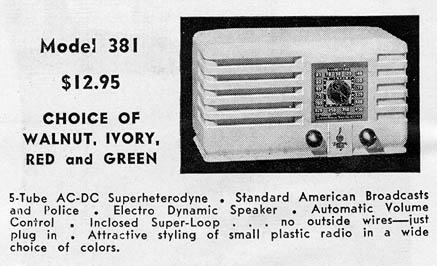 Model 381
$12.95
CHOICE OF
WALNUT, IVORY,
RED and GREEN
5-Tube AC-DC Superheterodyne . Standard American Broadcasts
and Police . Electro Dynamic Speaker . Automatic Volume
Control . Inclosed Super-Loop . . . no outside wires—just
plug in . Attractive styling of small plastic radio in a wide
choice of colors.